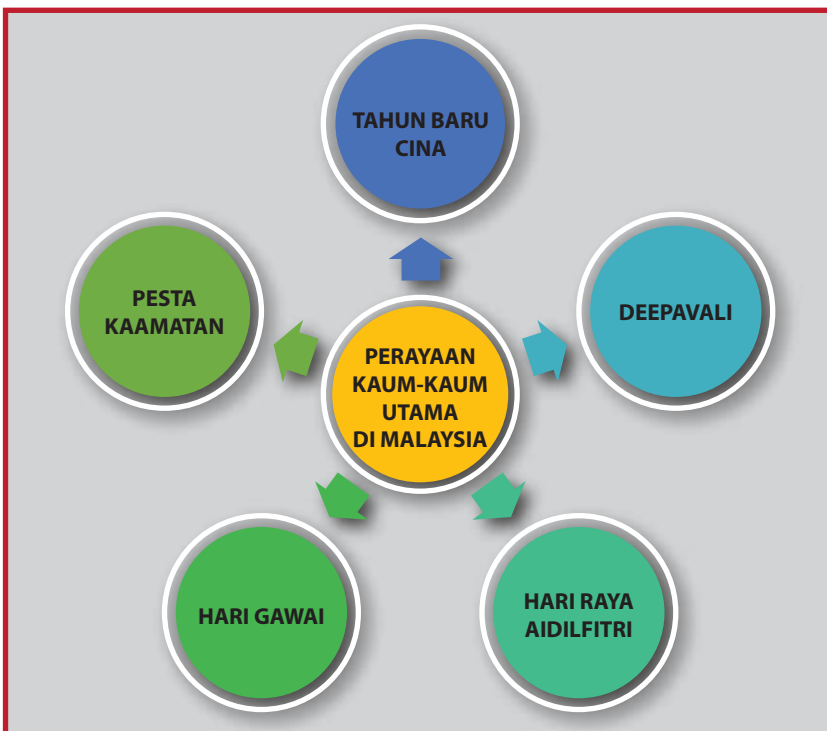 TAHUN BARU
CINA
PESTA
KAAMATAN
DEEPAVALI
PERAYAAN
KAUM-KAUM
UTAMA
DI MALAYSIA
HARI GAWAI
HARI RAYA
AIDILFITRI